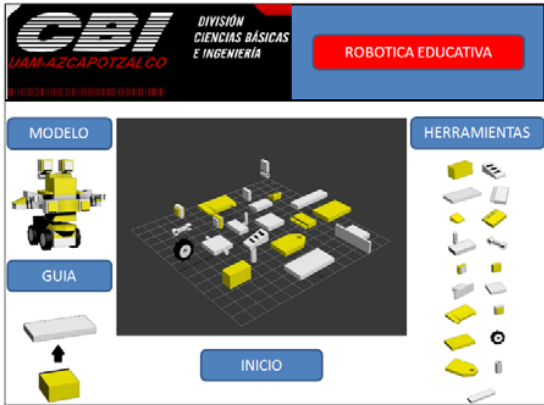 CBI
UAM-AZCAPOTZALCO
DIVISIÓN
CIENCIAS BÁSICAS
E INGENIERÍA
ROBOTICA EDUCATIVA
MODELO
HERRAMIENTAS
GUIA
INICIO